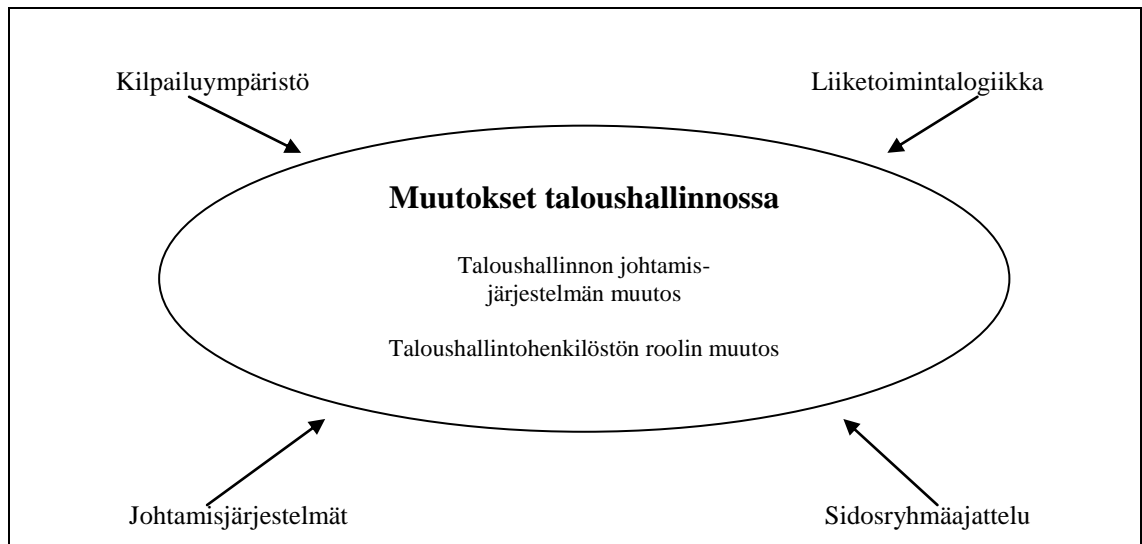 Kilpailuympäristö
Liiketoimintalogiikka
Muutokset taloushallinnossa
Taloushallinnon johtamis-
järjestelmän muutos
Taloushallintohenkilöstön roolin muutos
Johtamisjärjestelmät
Sidosryhmäajattelu